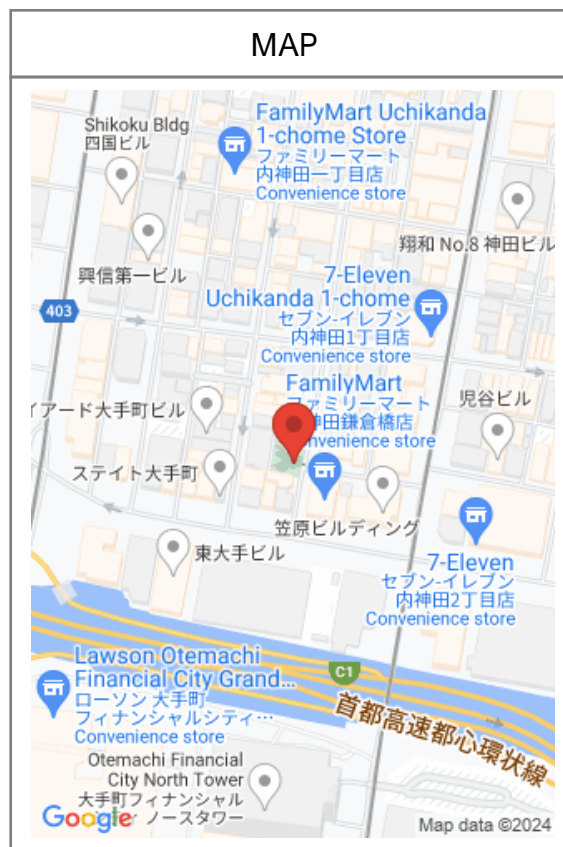 MAP
Shikoku Bldg
四国ビル
FamilyMart Uchikanda
1-chome Store
ファミリーマート
内神田一丁目店
Convenience store
翔和 No.8 神田ビル
興信第一ビル
7-Eleven
Uchikanda 1-chome
セブン-イレブン
内神田1丁目店
Convenience store
403
FamilyMart
ファミリーマート
神田鎌倉橋店
nvenience store
児谷ビル
イアード大手町ビル
ステイト大手町
笠原ビルディング
東大手ビル
7-Eleven
セブン-イレブン
内神田2丁目店
Convenience store
Lawson Otemachi
Financial City Grand...
ローソン 大手町
フィナンシャルシティ…
Convenience store
C1
首都高速都心環状線
Otemachi Financial
City North Tower
大手町フィナンシャル
ノースタワー
Google
Map data ©2024